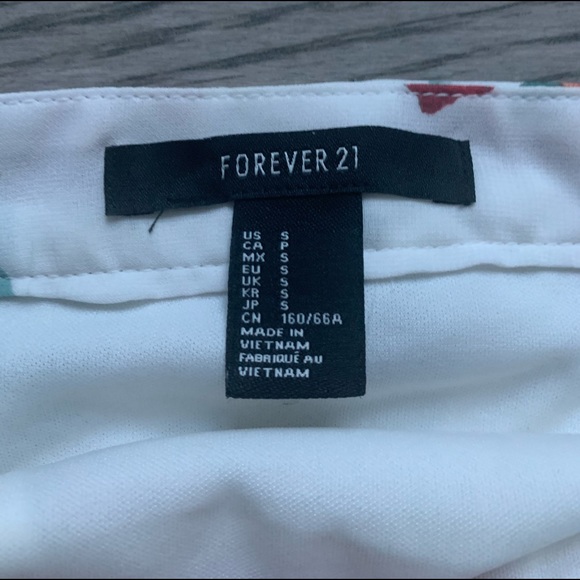 FOREVER 21
US S
CA P
MX S
EU S
UK S
KR S
JP S
CN 160/66A
MADE IN
VIETNAM
FABRIQUÉ AU
VIETNAM